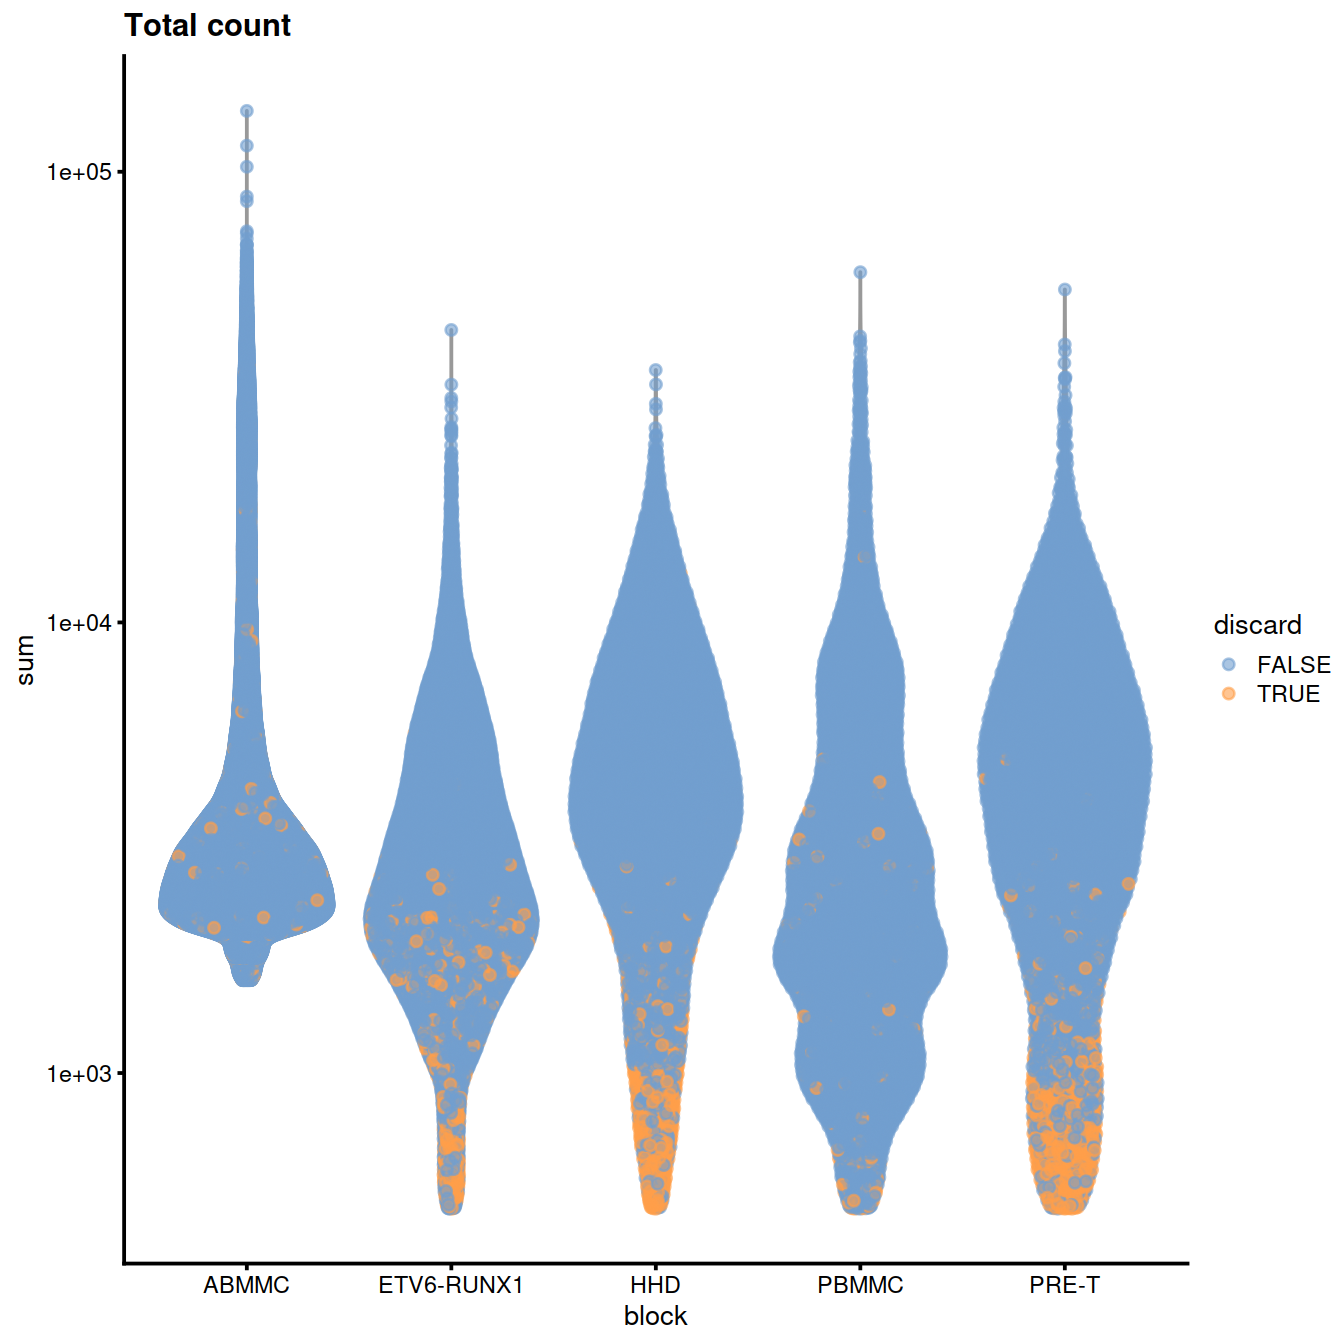 Total count
1e+05
1e+04
1e+03
sum
ABMMC
ETV6-RUNX1
HHD
PBMMC
PRE-T
block
discard
FALSE
TRUE